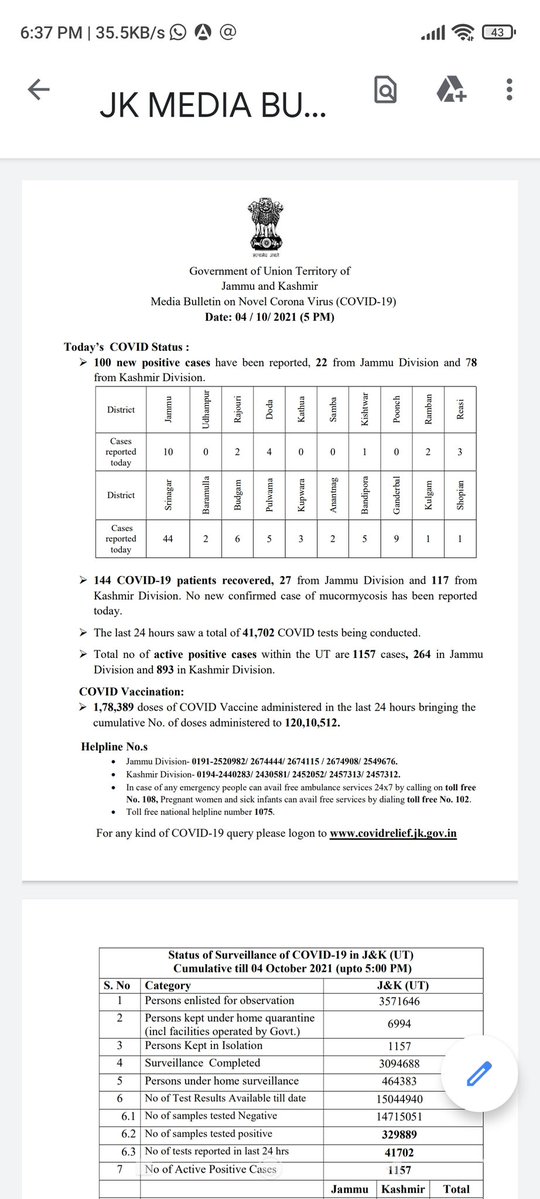 6:37 PM | 35.5KB/s
43
JK MEDIA BU...
सत्यमेव जयते
Government of Union Territory of
Jammu and Kashmir
Media Bulletin on Novel Corona Virus (COVID-19)
Date: 04 / 10/ 2021 (5 PM)
Today's COVID Status :
➢ 100 new positive cases have been reported, 22 from Jammu Division and 78
from Kashmir Division.
District Jammu Udhampur Rajouri Doda Kathua Samba Kishtwar Poonch Ramban Reasi
Cases
reported
today
10 0 2 4 0 0 1 0 2 3
District Srinagar Baramulla Budgam Pulwama Kupwara Anantnag Bandipora Ganderbal Kulgam Shopian
Cases
reported
today
44 2 6 5 3 2 5 9 1 1
➢ 144 COVID-19 patients recovered, 27 from Jammu Division and 117 from
Kashmir Division. No new confirmed case of mucormycosis has been reported
today.
➢ The last 24 hours saw a total of 41,702 COVID tests being conducted.
➢ Total no of active positive cases within the UT are 1157 cases, 264 in Jammu
Division and 893 in Kashmir Division.
COVID Vaccination:
➢ 1,78,389 doses of COVID Vaccine administered in the last 24 hours bringing the
cumulative No. of doses administered to 120,10,512.
Helpline No.s
• Jammu Division- 0191-2520982/ 2674444/ 2674115 / 2674908/ 2549676.
• Kashmir Division- 0194-2440283/ 2430581/ 2452052/ 2457313/ 2457312.
• In case of any emergency people can avail free ambulance services 24x7 by calling on toll free
No. 108, Pregnant women and sick infants can avail free services by dialing toll free No. 102.
• Toll free national helpline number 1075.
For any kind of COVID-19 query please logon to www.covidrelief.jk.gov.in
Status of Surveillance of COVID-19 in J&K (UT)
Cumulative till 04 October 2021 (upto 5:00 PM)
S. No Category J&K (UT)
1 Persons enlisted for observation 3571646
2 Persons kept under home quarantine
(incl facilities operated by Govt.) 6994
3 Persons Kept in Isolation 1157
4 Surveillance Completed 3094688
5 Persons under home surveillance 464383
6 No of Test Results Available till date 15044940
6.1 No of samples tested Negative 14715051
6.2 No of samples tested positive 329889
6.3 No of tests reported in last 24 hrs 41702
7 No of Active Positive Cases 1157
Jammu Kashmir Total